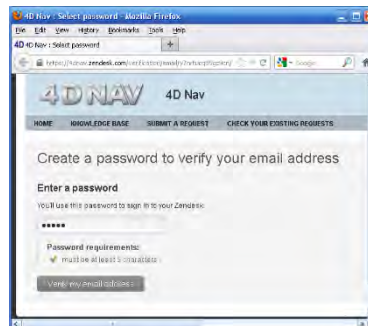 4D Nav : Select password - Mozilla Firefox
File Edit View History Bookmarks Tools Help
4D 4D Nav : Select password +
Google
4D NAV 4D Nav
HOME KNOWLEDGE BASE SUBMIT A REQUEST CHECK YOUR EXISTING REQUESTS
Create a password to verify your email address
Enter a password
You'll use this password to sign in to your Zendesk.
•••••
Password requirements:
must be at least 5 characters
Verify my email address